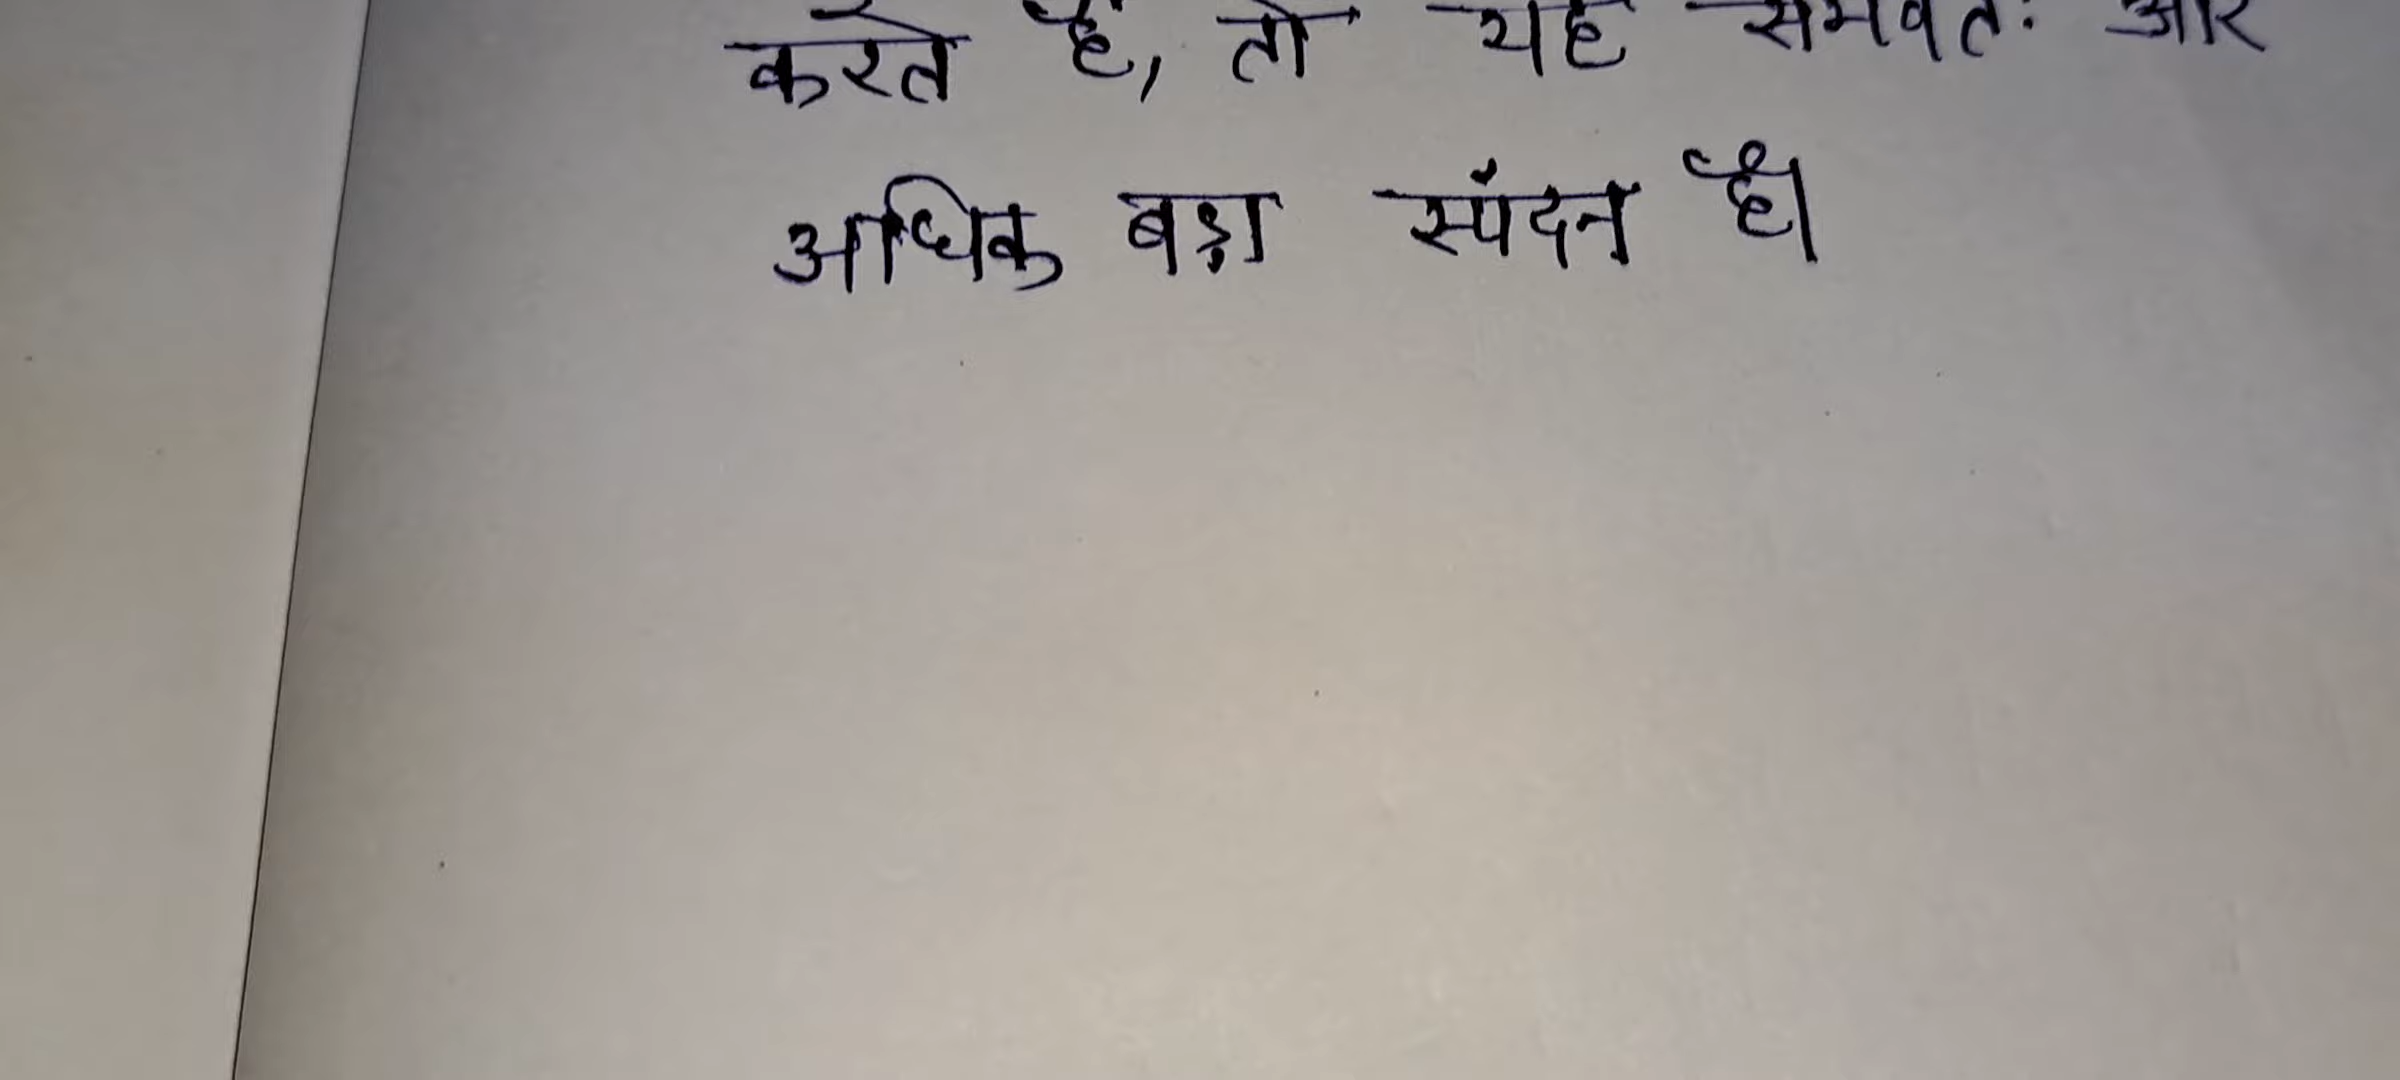 करते हैं, तो यह संभवतः और
अधिक बड़ा स्पंदन है।